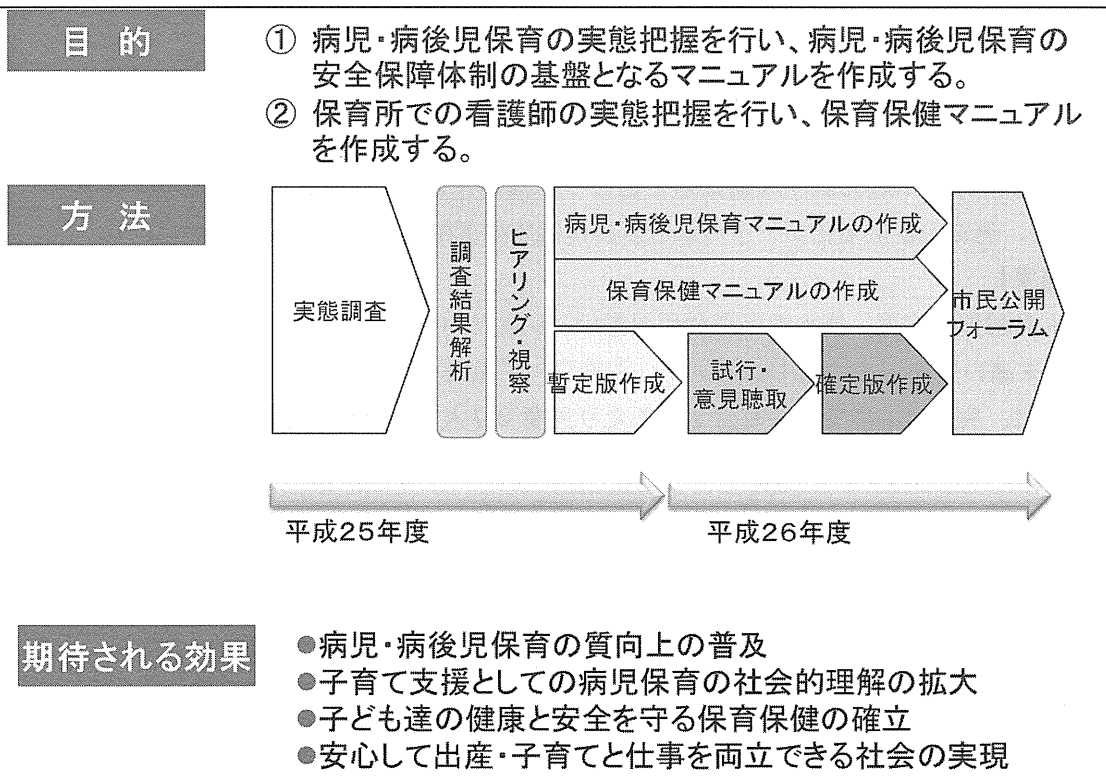 目 的
① 病児・病後児保育の実態把握を行い、病児・病後児保育の
安全保障体制の基盤となるマニュアルを作成する。
② 保育所での看護師の実態把握を行い、保育保健マニュアル
を作成する。
方 法
実態調査
調査結果解析
ヒアリング・視察
病児・病後児保育マニュアルの作成
保育保健マニュアルの作成
暫定版作成
試行・
意見聴取
確定版作成
市民公開
フォーラム
平成25年度
平成26年度
期待される効果
●病児・病後児保育の質向上の普及
●子育て支援としての病児保育の社会的理解の拡大
●子ども達の健康と安全を守る保育保健の確立
●安心して出産・子育てと仕事を両立できる社会の実現